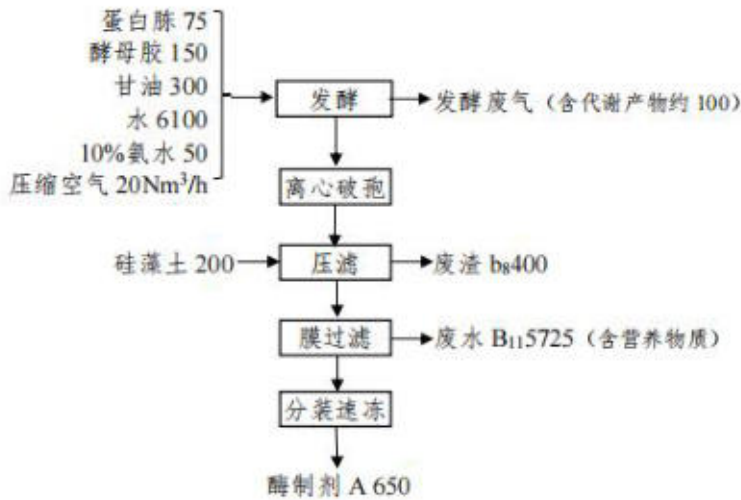 蛋白胨 75
酵母胶 150
甘油 300
水 6100
10%氨水 50
压缩空气 20Nm³/h
发酵
发酵废气（含代谢产物约 100）
离心破孢
硅藻土 200
压滤
废渣 b₈400
膜过滤
废水 B₁₁5725（含营养物质）
分装速冻
酶制剂 A 650